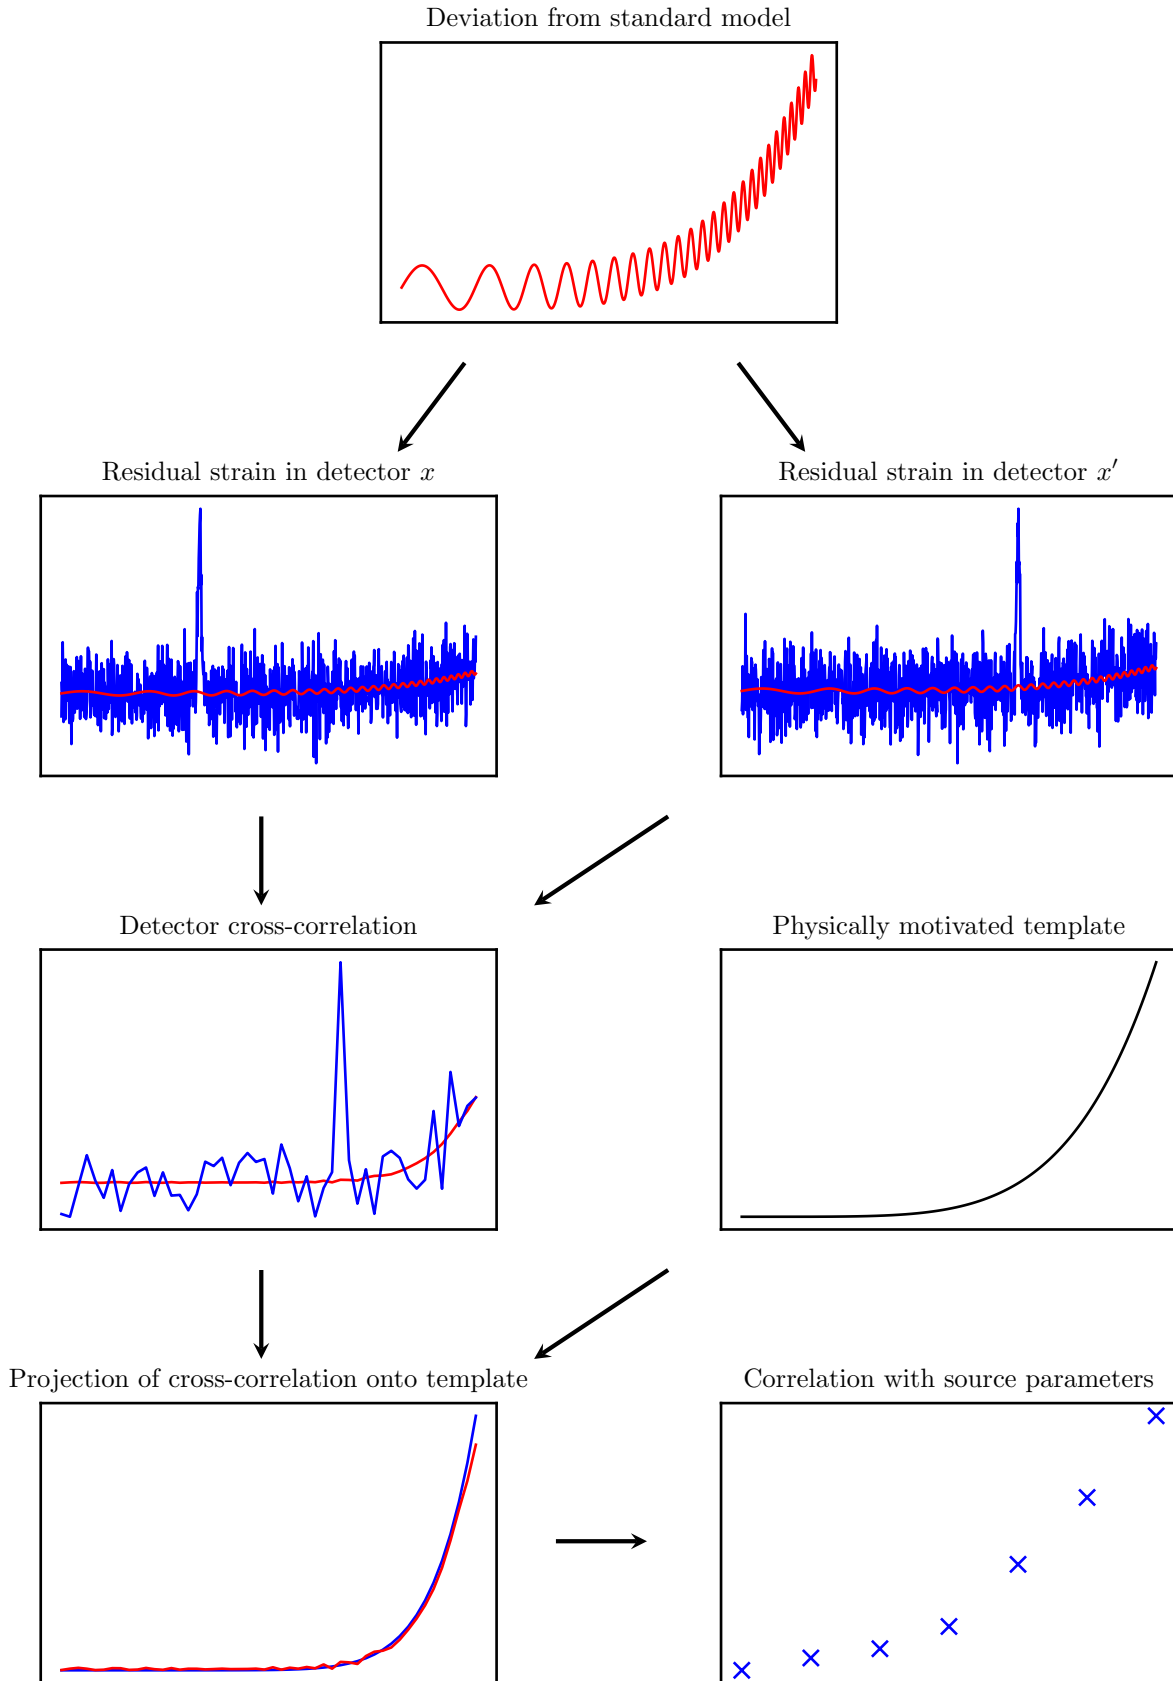 Deviation from standard model
Residual strain in detector x
Residual strain in detector x′
Detector cross-correlation
Physically motivated template
Projection of cross-correlation onto template
Correlation with source parameters